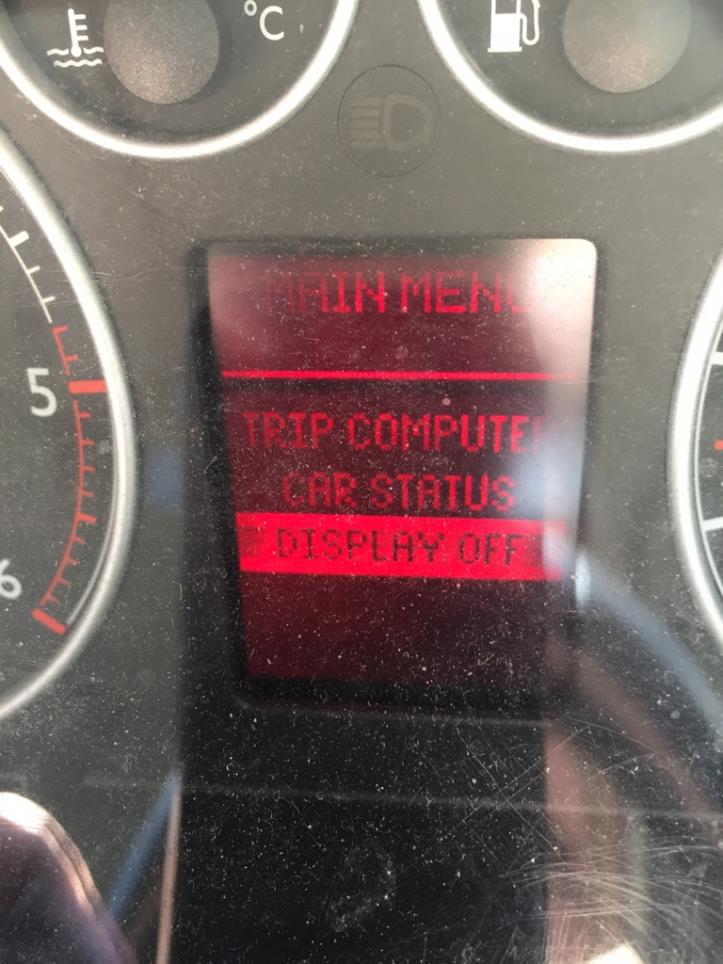 °C
MAIN MENU
5
TRIP COMPUTER
CAR STATUS
DISPLAY OFF
6